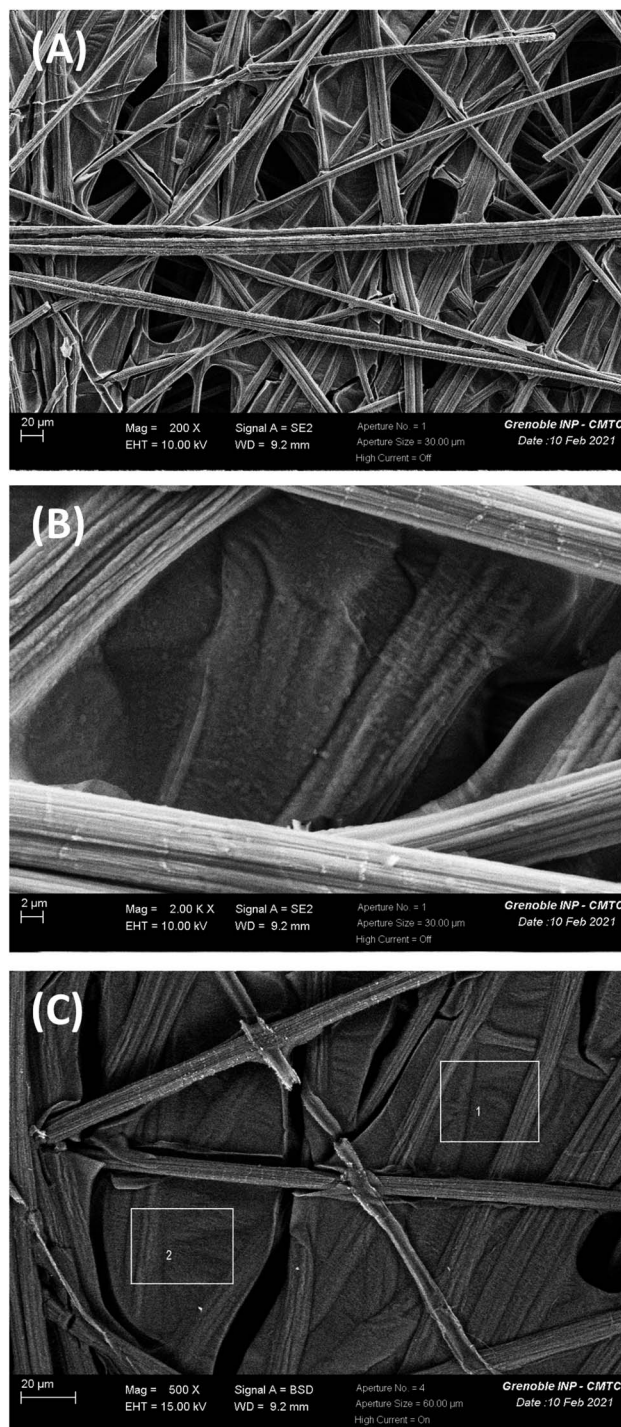 (A)
20 µm
Mag = 200 X Signal A = SE2 Aperture No. = 1 Grenoble INP - CMTC
EHT = 10.00 kV WD = 9.2 mm Aperture Size = 30.00 µm Date :10 Feb 2021
High Current = Off
(B)
2 µm
Mag = 2.00 K X Signal A = SE2 Aperture No. = 1 Grenoble INP - CMTC
EHT = 10.00 kV WD = 9.2 mm Aperture Size = 30.00 µm Date :10 Feb 2021
High Current = Off
(C)
1
2
20 µm
Mag = 500 X Signal A = BSD Aperture No. = 4 Grenoble INP - CMTC
EHT = 15.00 kV WD = 9.2 mm Aperture Size = 60.00 µm Date :10 Feb 2021
High Current = On